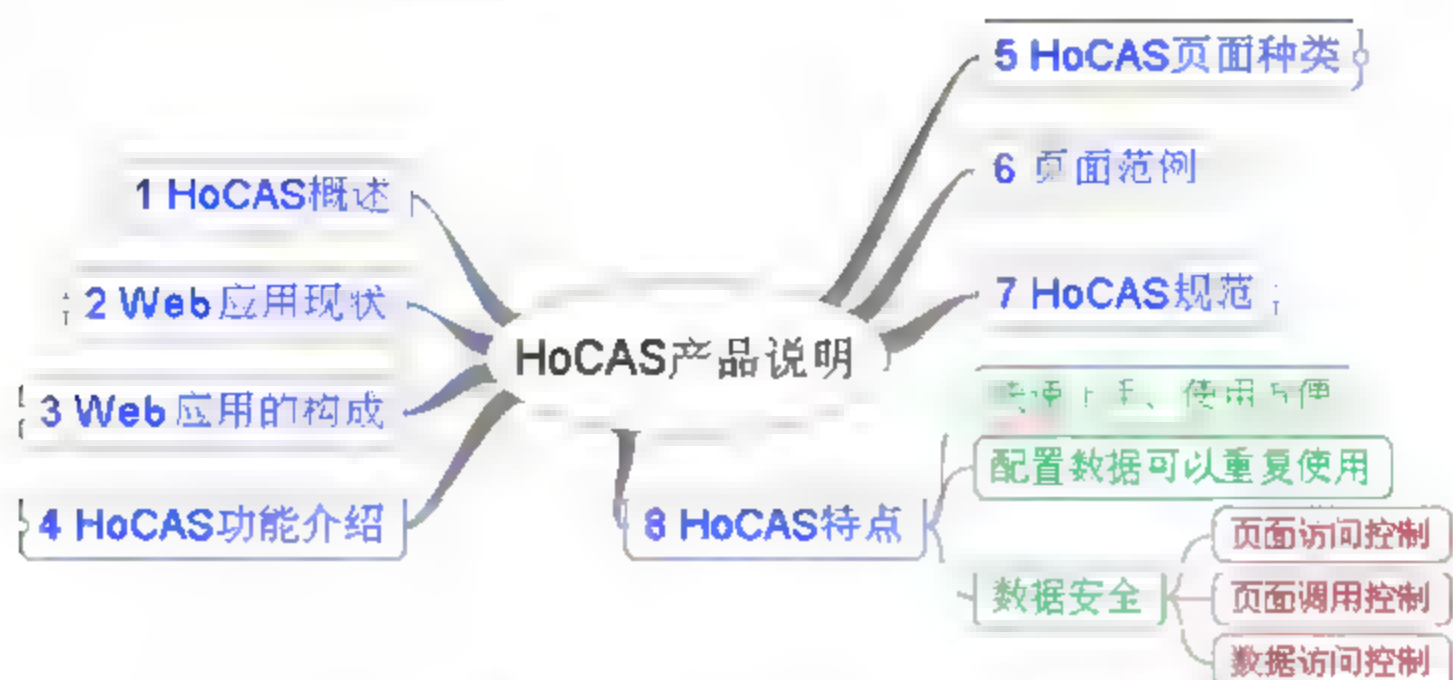 1 HoCAS概述
2 Web应用现状
3 Web应用的构成
4 HoCAS功能介绍
HoCAS产品说明
5 HoCAS页面种类
6 页面范例
7 HoCAS规范
8 HoCAS特点
使用方便
配置数据可以重复使用
数据安全
页面访问控制
页面调用控制
数据访问控制